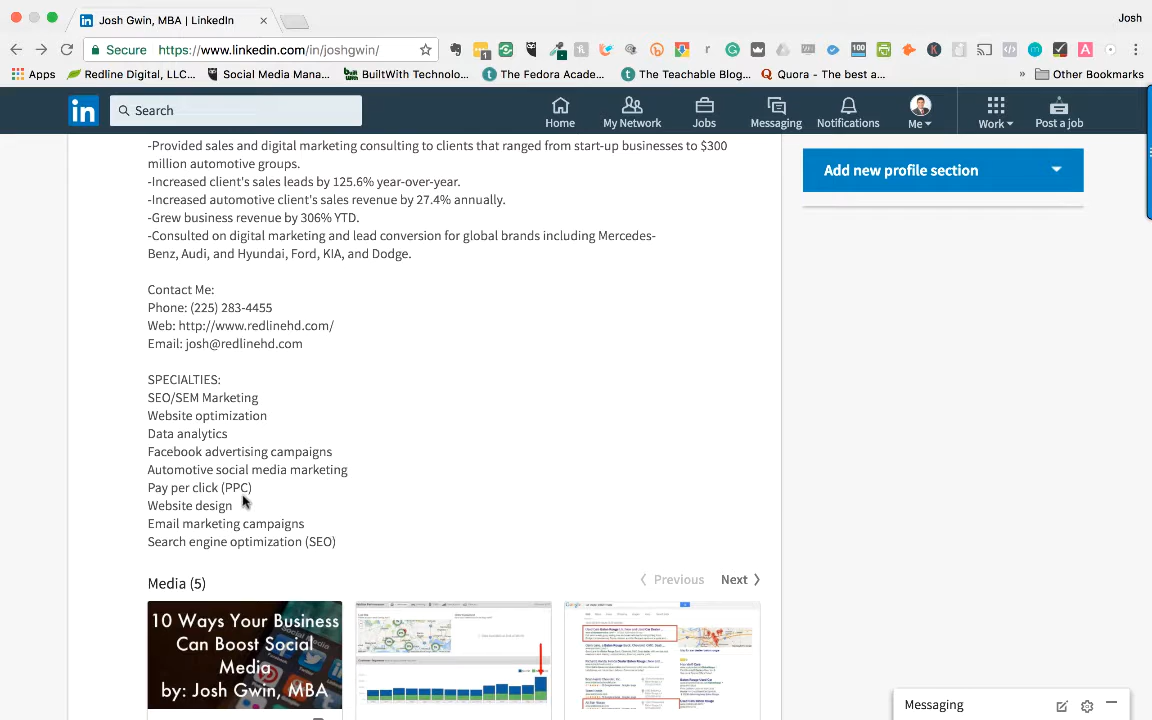 Josh Gwin, MBA | LinkedIn
Josh
Secure https://www.linkedin.com/in/joshgwin/
Apps Redline Digital, LLC... Social Media Mana... BuiltWith Technolo... The Fedora Acade... The Teachable Blog... Quora - The best a... » Other Bookmarks
in Search Home My Network Jobs Messaging Notifications Me Work Post a job
-Provided sales and digital marketing consulting to clients that ranged from start-up businesses to $300
million automotive groups.
Add new profile section
-Increased client's sales leads by 125.6% year-over-year.
-Increased automotive client's sales revenue by 27.4% annually.
-Grew business revenue by 306% YTD.
-Consulted on digital marketing and lead conversion for global brands including Mercedes-
Benz, Audi, and Hyundai, Ford, KIA, and Dodge.
Contact Me:
Phone: (225) 283-4455
Web: http://www.redlinehd.com/
Email: josh@redlinehd.com
SPECIALTIES:
SEO/SEM Marketing
Website optimization
Data analytics
Facebook advertising campaigns
Automotive social media marketing
Pay per click (PPC)
Website design
Email marketing campaigns
Search engine optimization (SEO)
Media (5)
Previous Next
10 Ways Your Business
Can Boost Social
Media
by: Josh Gwin, MBA
Messaging